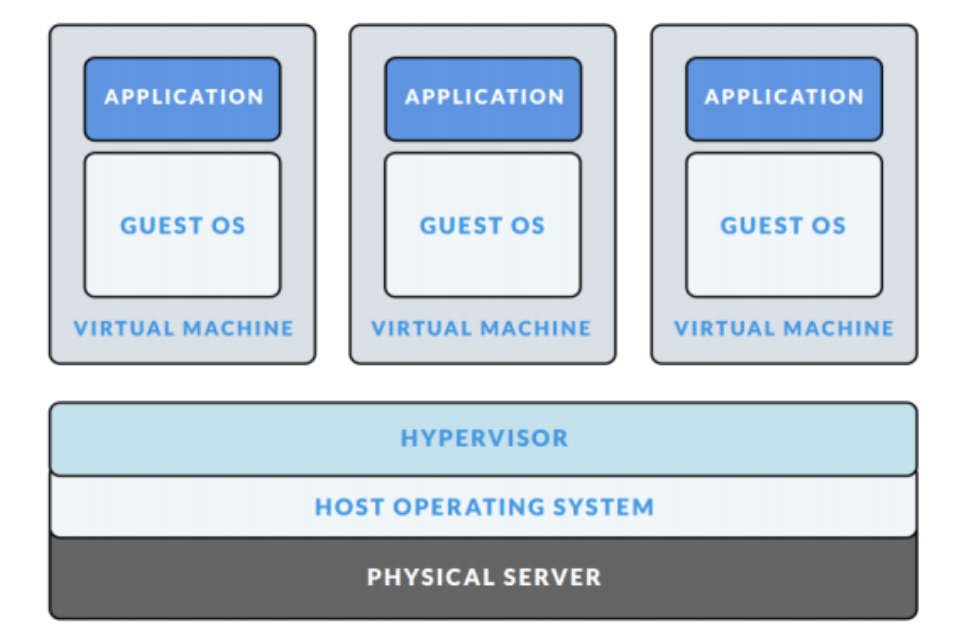 APPLICATION APPLICATION APPLICATION
GUEST OS GUEST OS GUEST OS
VIRTUAL MACHINE VIRTUAL MACHINE VIRTUAL MACHINE
HYPERVISOR
HOST OPERATING SYSTEM
PHYSICAL SERVER